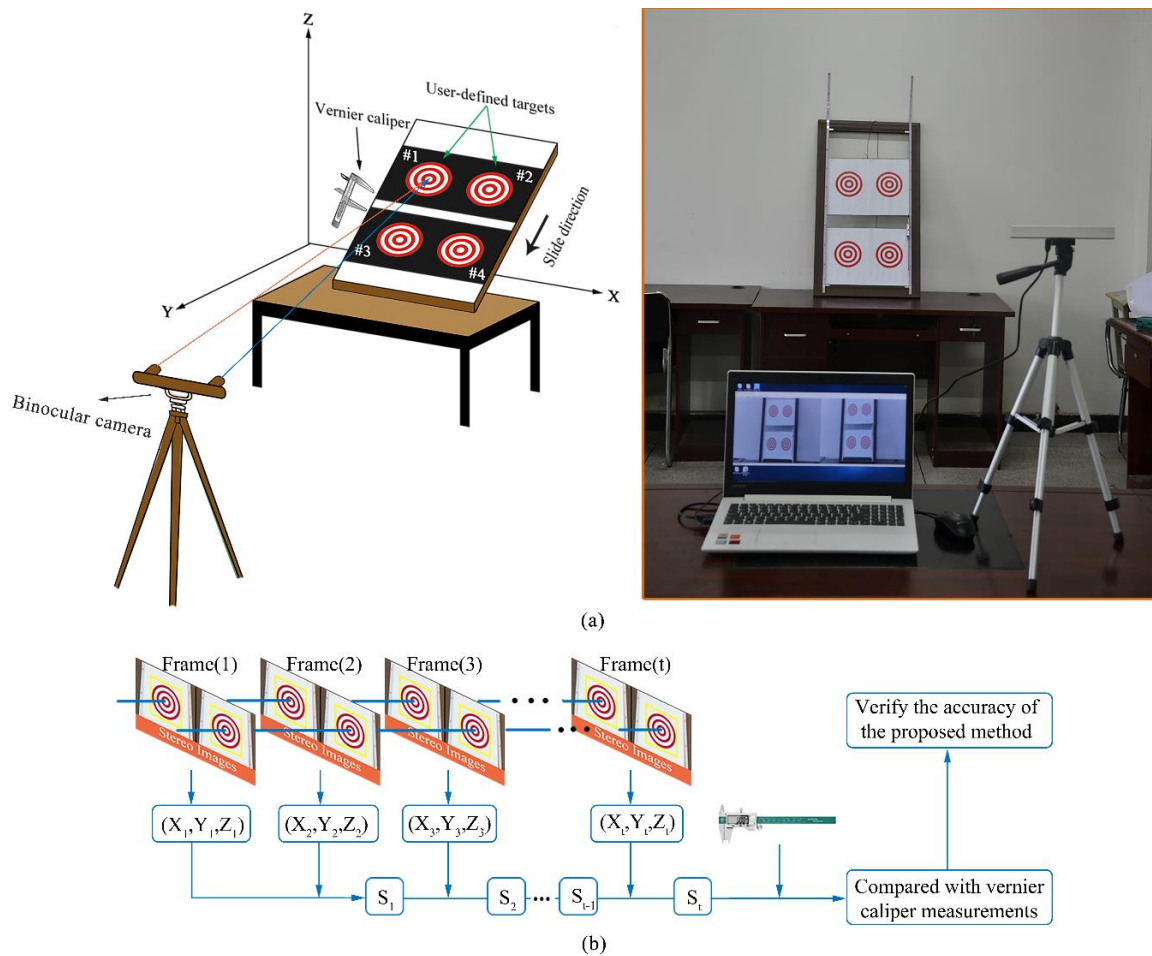 Z
User-defined targets
Vernier caliper
#1
#2
Slide direction
#3
#4
X
Y
Binocular camera
(a)
Frame(1) Frame(2) Frame(3) Frame(t)
Stereo Images Stereo Images Stereo Images Stereo Images
Verify the accuracy of
the proposed method
(X₁,Y₁,Z₁) (X₂,Y₂,Z₂) (X₃,Y₃,Z₃) (Xₜ,Yₜ,Zₜ)
S₁ S₂ ... Sₜ₋₁ Sₜ
Compared with vernier
caliper measurements
(b)